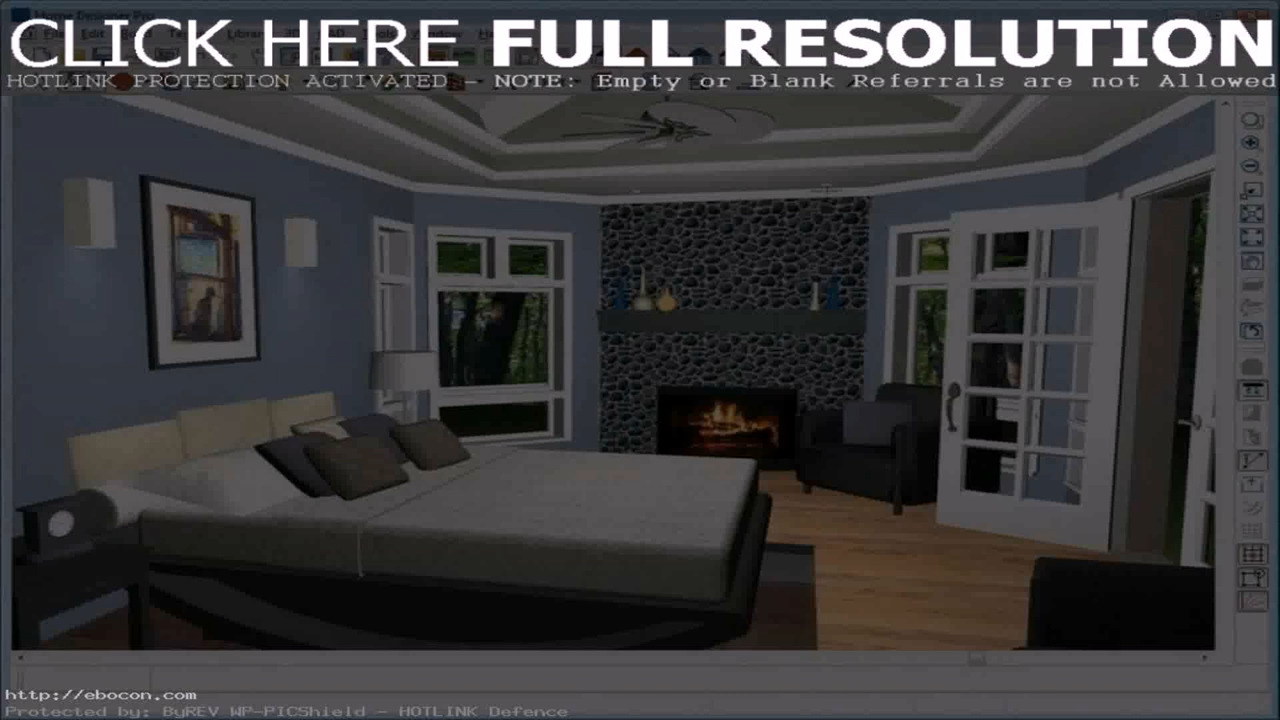 CLICK HERE FULL RESOLUTION
HOTLINK PROTECTION ACTIVATED - NOTE: Empty or Blank Referrals are not Allowed
http://ebocon.com
Protected by: ByREV WP-PICShield - HOTLINK Defence